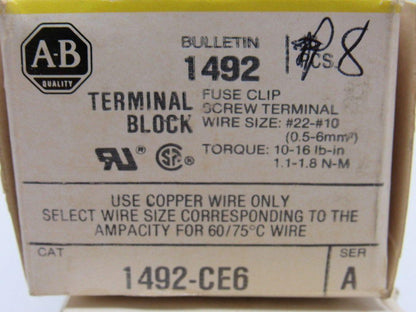 A-B
QUALITY
BULLETIN
1492
PCS.
8
TERMINAL
BLOCK
FUSE CLIP
SCREW TERMINAL
WIRE SIZE: #22-#10
(0.5-6mm²)
TORQUE: 10-16 lb-in
1.1-1.8 N-M
USE COPPER WIRE ONLY
SELECT WIRE SIZE CORRESPONDING TO THE
AMPACITY FOR 60/75°C WIRE
CAT
1492-CE6
SER
A